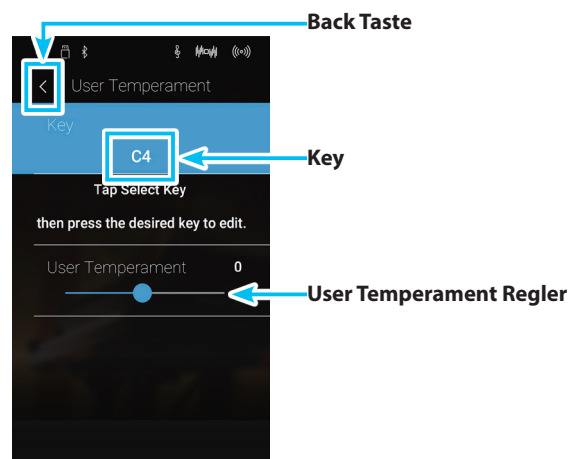 Back Taste
User Temperament
Key
C4
Key
Tap Select Key
then press the desired key to edit.
User Temperament 0
User Temperament Regler